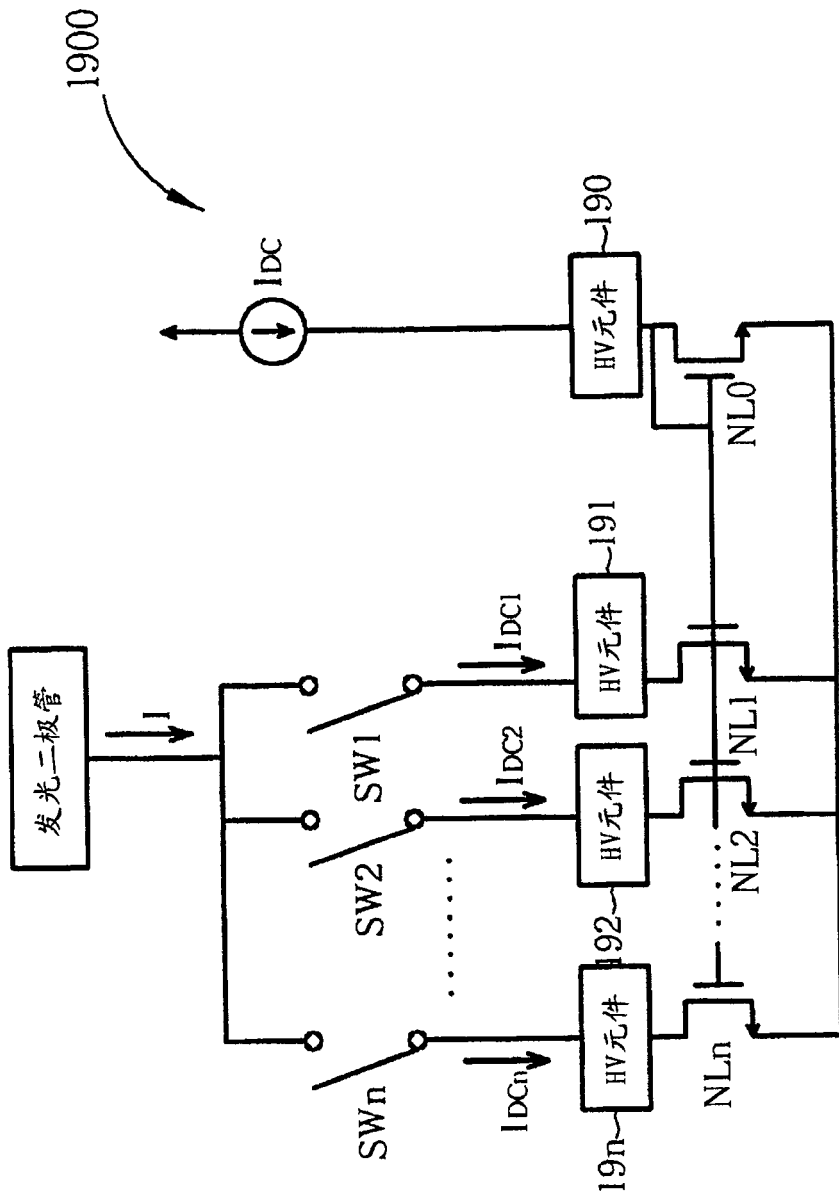 1900
发光二极管
I
IDC
SWn
SW2
SW1
.......
IDCn
IDC2
IDC1
19n
HV元件
192
HV元件
HV元件
191
HV元件
190
NLn
......
NL2
NL1
NL0